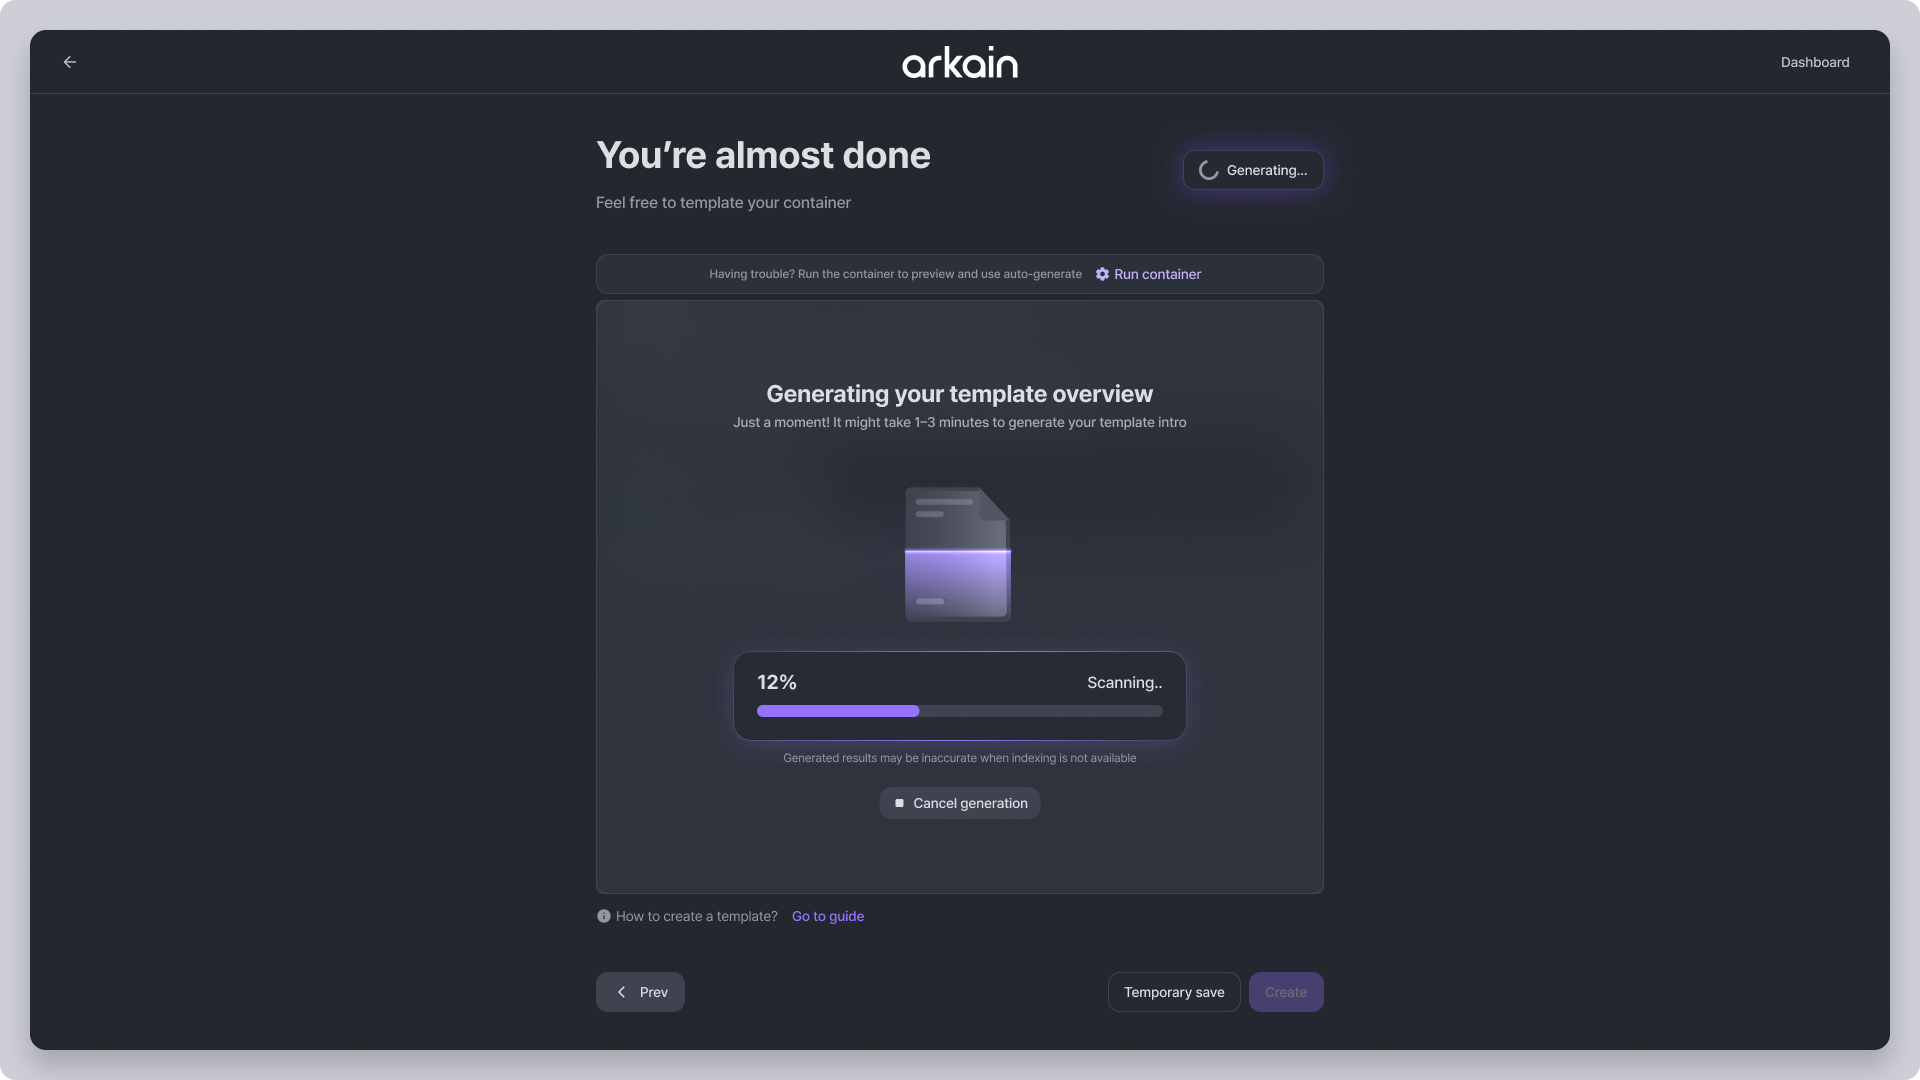 arkain
Dashboard
You’re almost done
Feel free to template your container
Generating...
Having trouble? Run the container to preview and use auto-generate
Run container
Generating your template overview
Just a moment! It might take 1–3 minutes to generate your template intro
12%
Scanning..
Generated results may be inaccurate when indexing is not available
Cancel generation
How to create a template?
Go to guide
Prev
Temporary save
Create